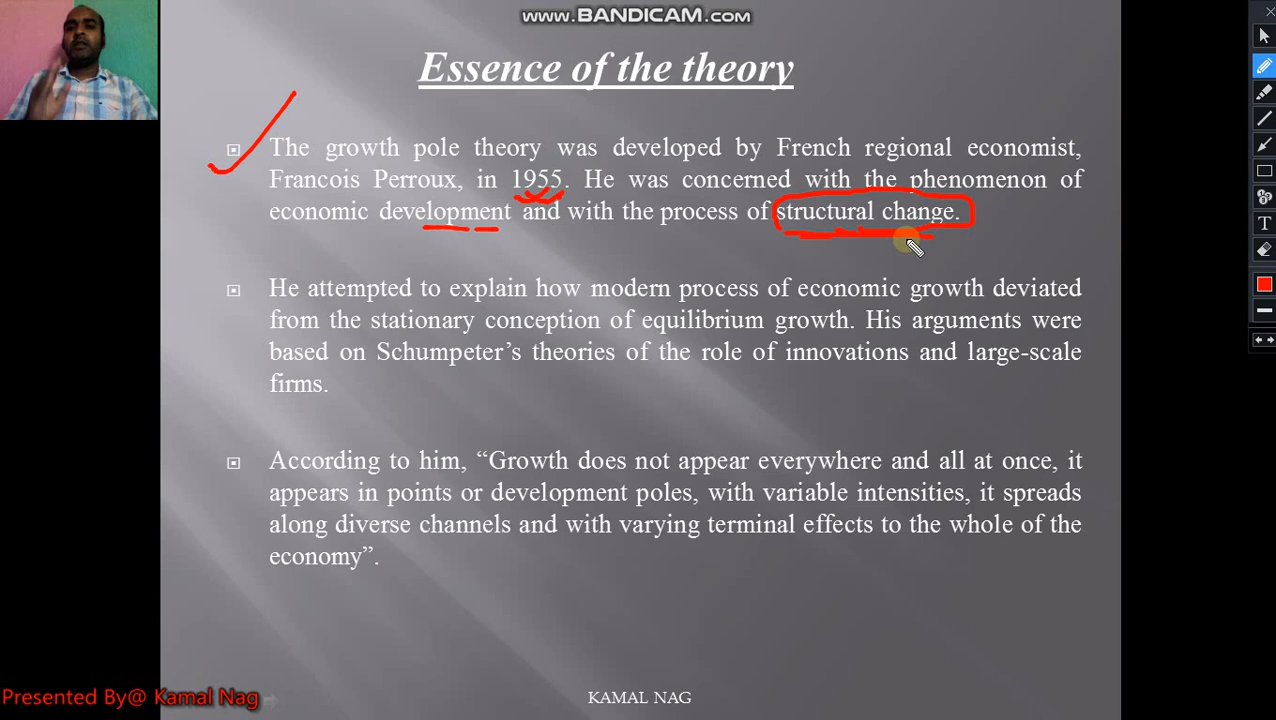 www.BANDICAM.com
Essence of the theory
The growth pole theory was developed by French regional economist,
Francois Perroux, in 1955. He was concerned with the phenomenon of
economic development and with the process of structural change.
He attempted to explain how modern process of economic growth deviated
from the stationary conception of equilibrium growth. His arguments were
based on Schumpeter’s theories of the role of innovations and large-scale
firms.
According to him, “Growth does not appear everywhere and all at once, it
appears in points or development poles, with variable intensities, it spreads
along diverse channels and with varying terminal effects to the whole of the
economy”.
Presented By@ Kamal Nag
KAMAL NAG